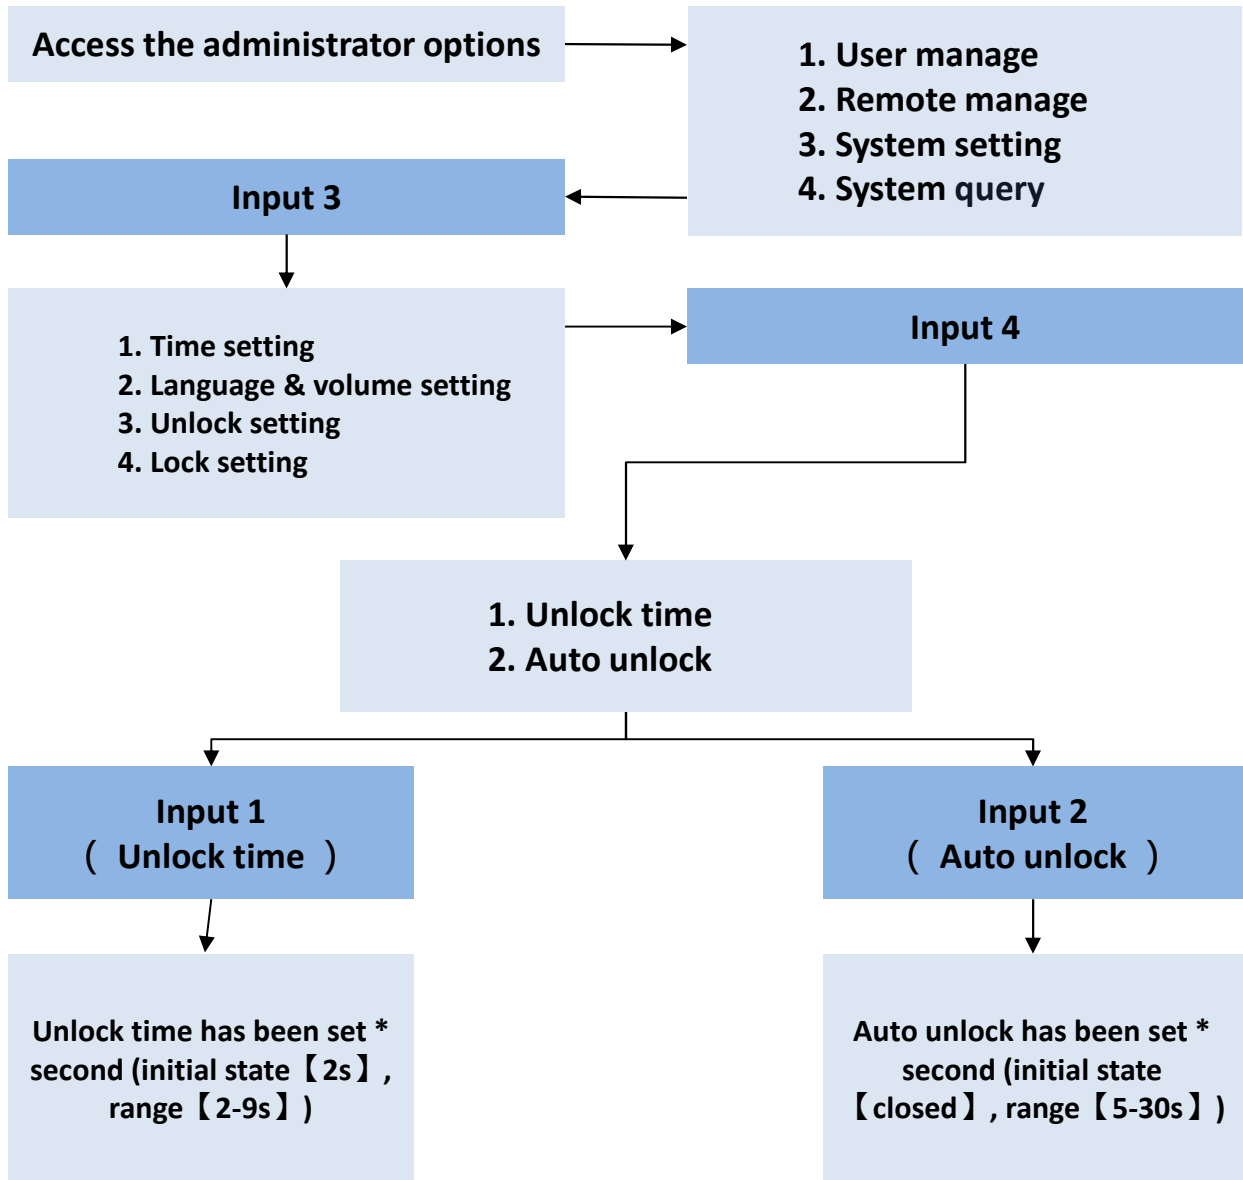 Access the administrator options
1. User manage
2. Remote manage
3. System setting
4. System query
Input 3
1. Time setting
2. Language & volume setting
3. Unlock setting
4. Lock setting
Input 4
1. Unlock time
2. Auto unlock
Input 1
( Unlock time )
Input 2
( Auto unlock )
Unlock time has been set *
second (initial state【2s】,
range【2-9s】)
Auto unlock has been set *
second (initial state
【closed】, range【5-30s】)